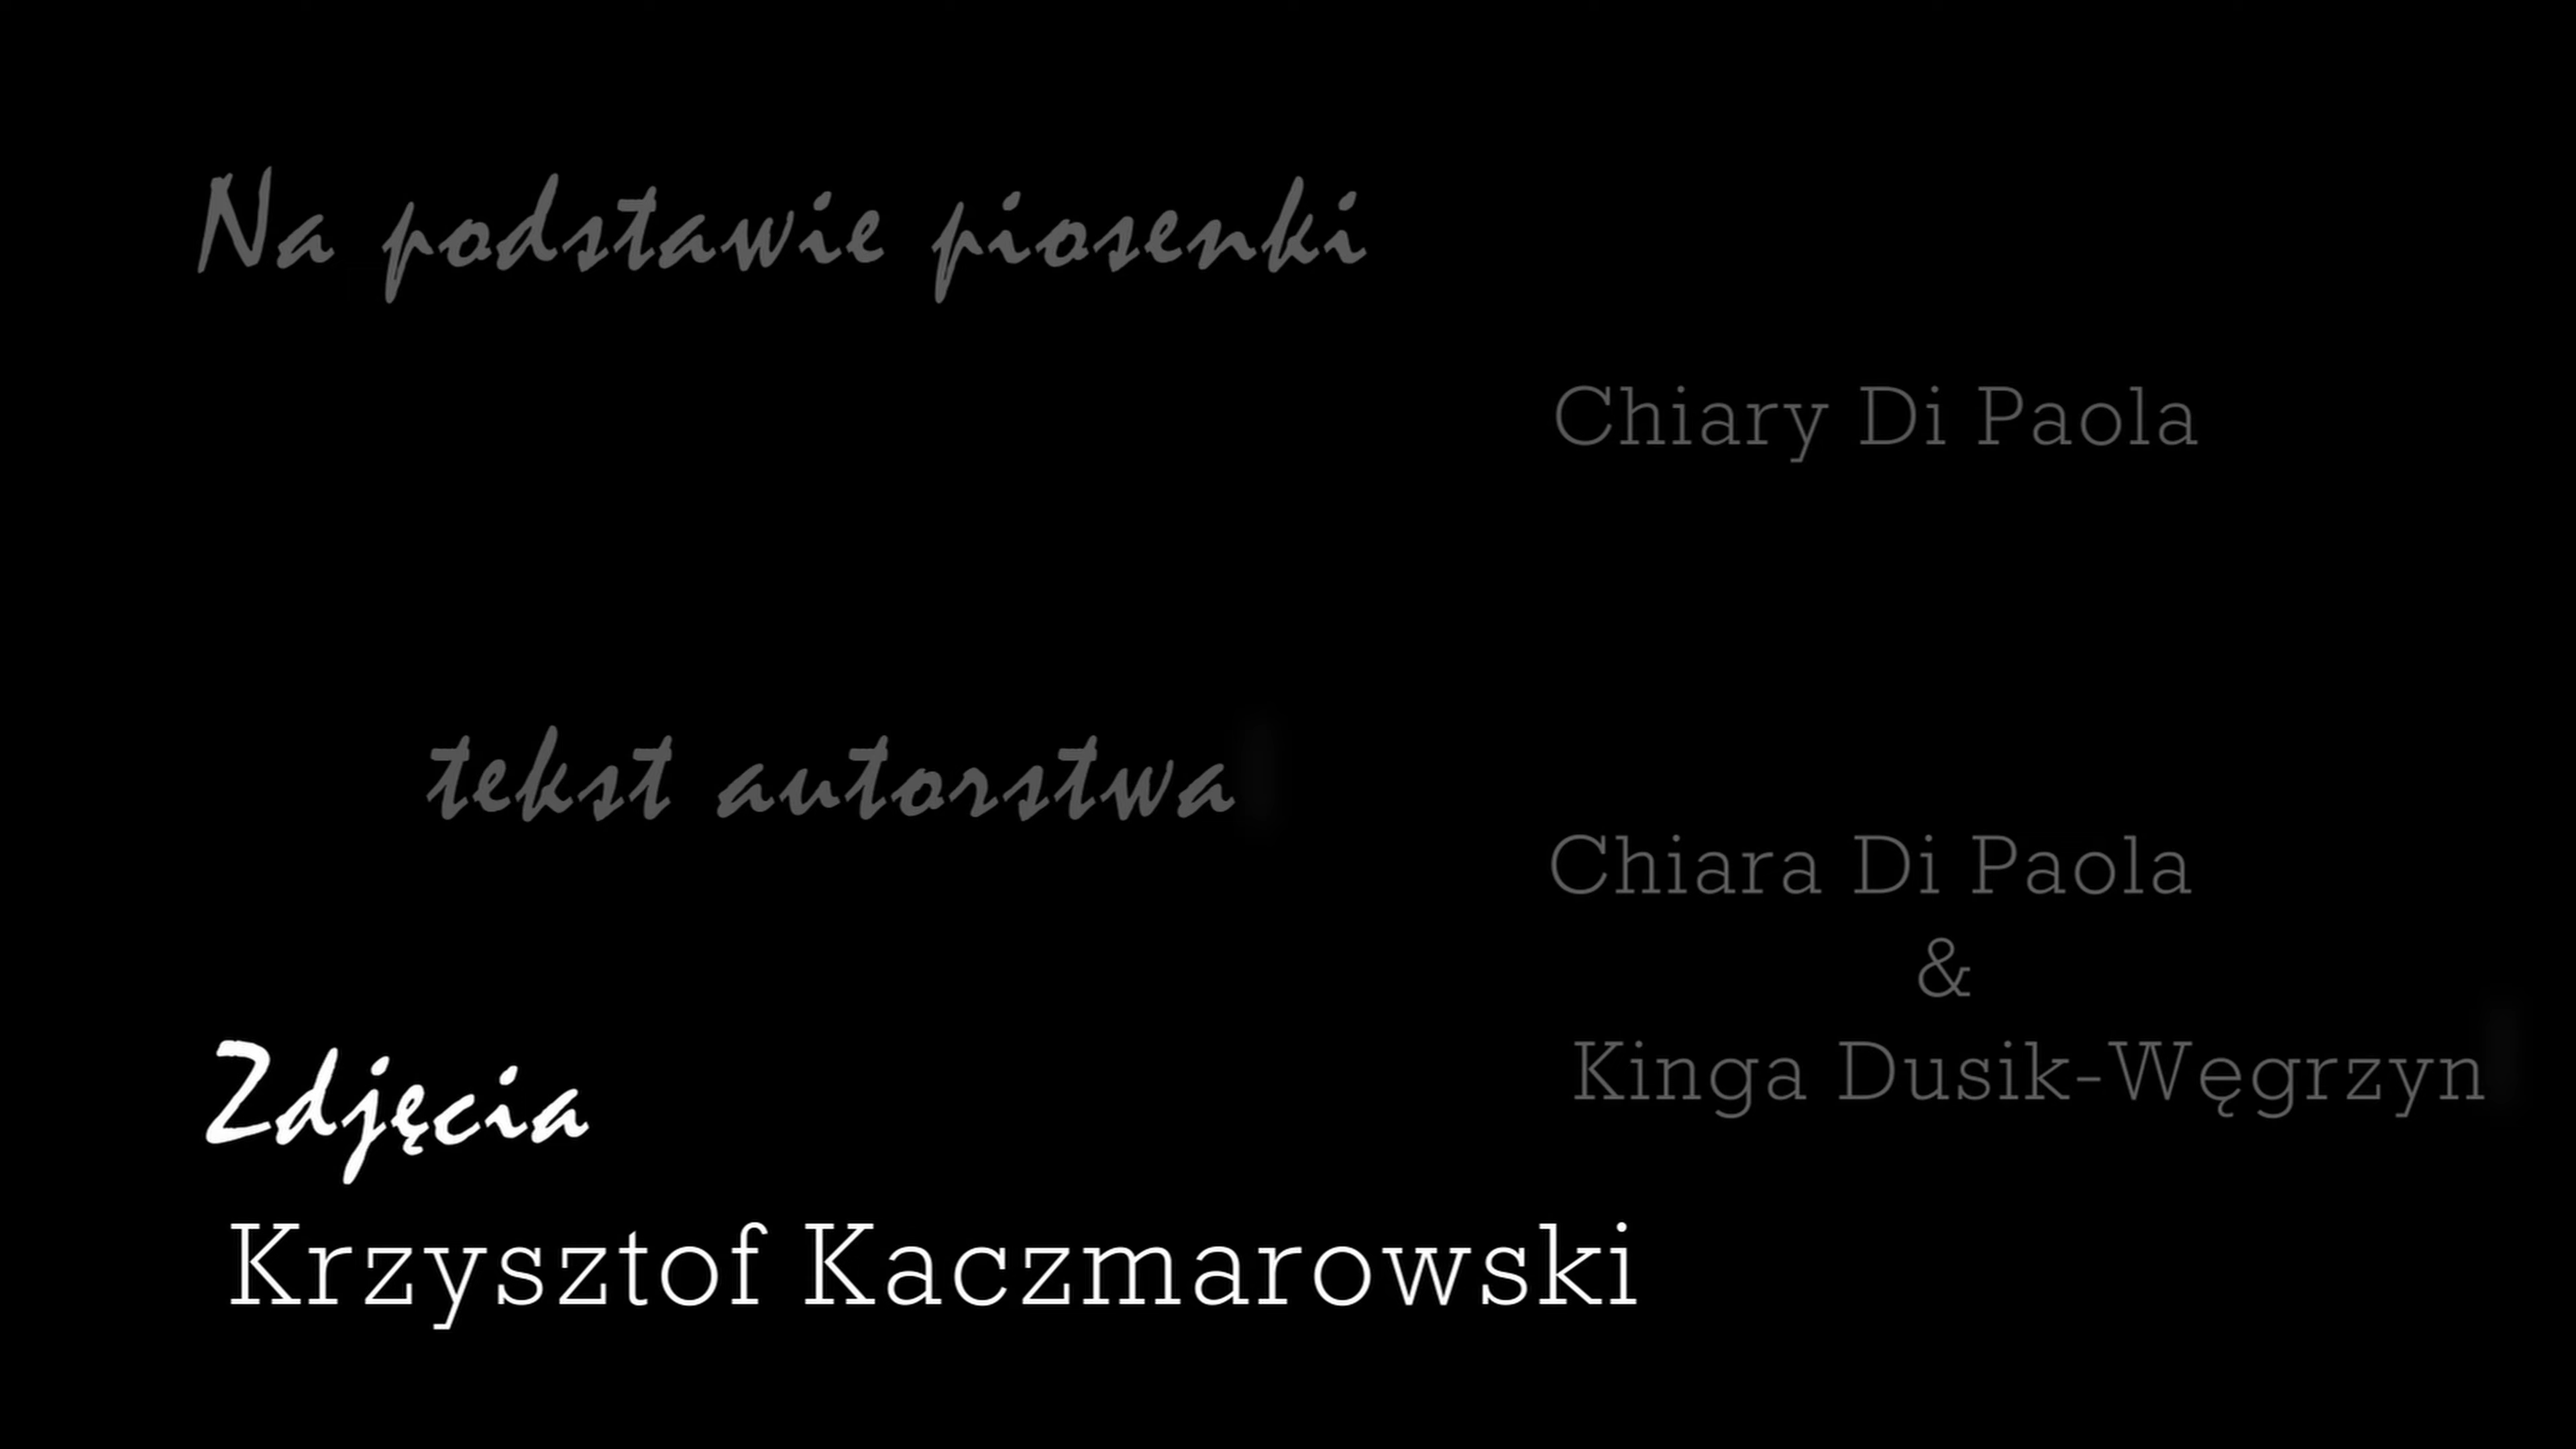 Na podstawie piosenki
Chiary Di Paola
tekst autorstwa
Chiara Di Paola
&
Kinga Dusik-Węgrzyn
Zdjęcia
Krzysztof Kaczmarowski